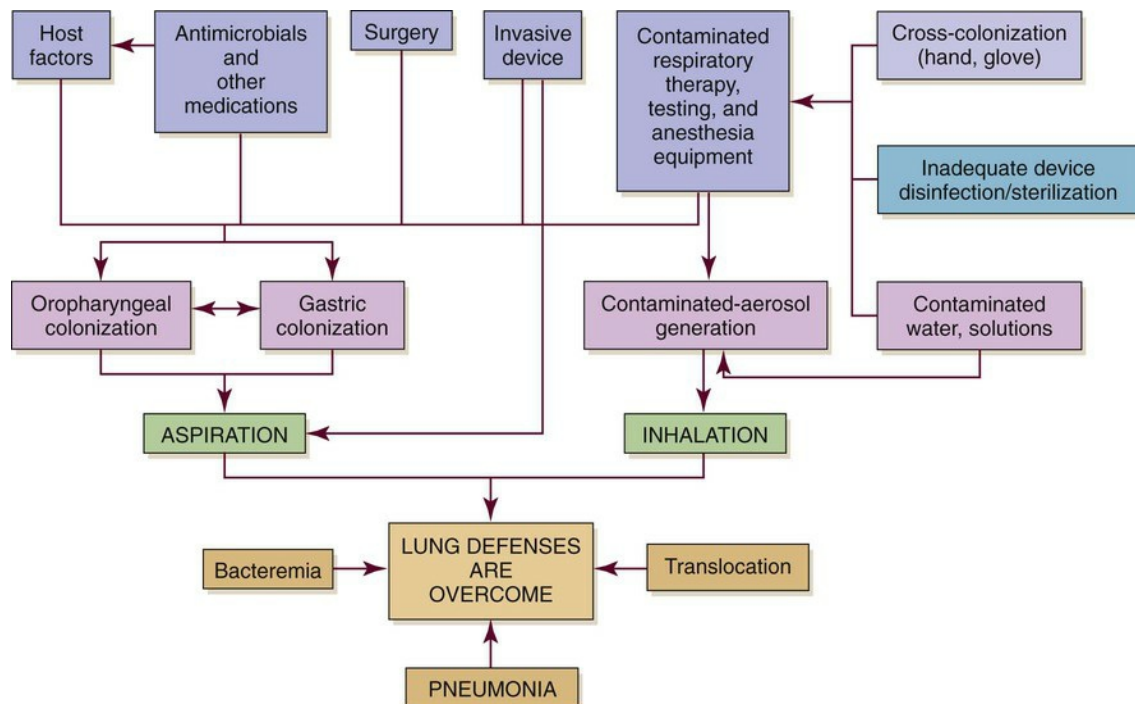 Host
factors
Antimicrobials
and
other
medications
Surgery
Invasive
device
Contaminated
respiratory
therapy,
testing, and
anesthesia
equipment
Cross-colonization
(hand, glove)
Inadequate device
disinfection/sterilization
Oropharyngeal
colonization
Gastric
colonization
Contaminated-aerosol
generation
Contaminated
water, solutions
ASPIRATION
INHALATION
Bacteremia
LUNG DEFENSES
ARE
OVERCOME
Translocation
PNEUMONIA